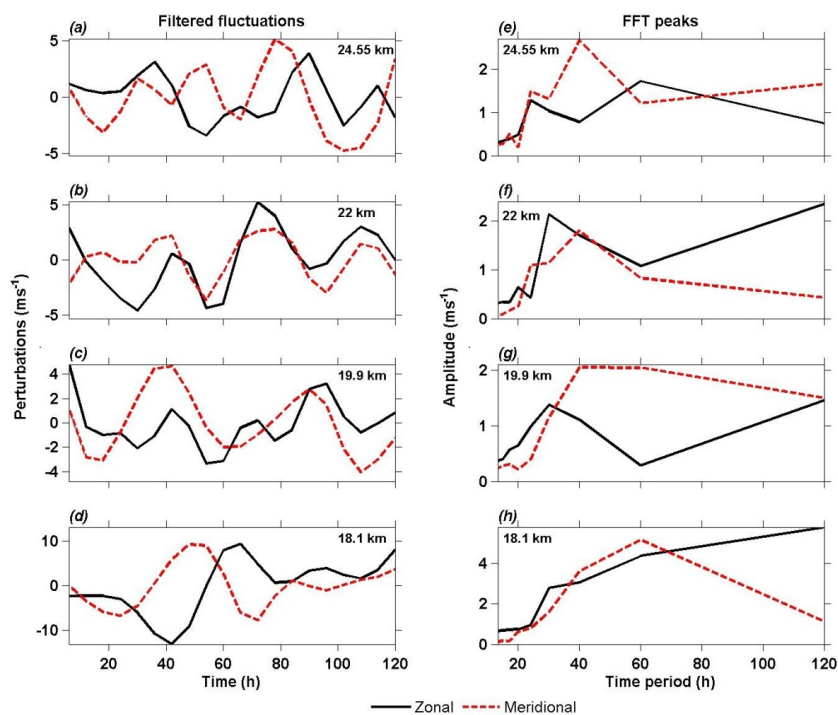 Filtered fluctuations
FFT peaks
(a)
24.55 km
5
0
-5
(b)
22 km
5
0
-5
(c)
19.9 km
4
2
0
-2
-4
(d)
18.1 km
10
0
-10
20 40 60 80 100 120
Time (h)
Perturbations (ms-1)
(e)
24.55 km
2
1
0
(f)
22 km
2
1
0
(g)
19.9 km
2
1
0
(h)
18.1 km
4
2
0
20 40 60 80 100 120
Time period (h)
Amplitude (ms-1)
Zonal Meridional